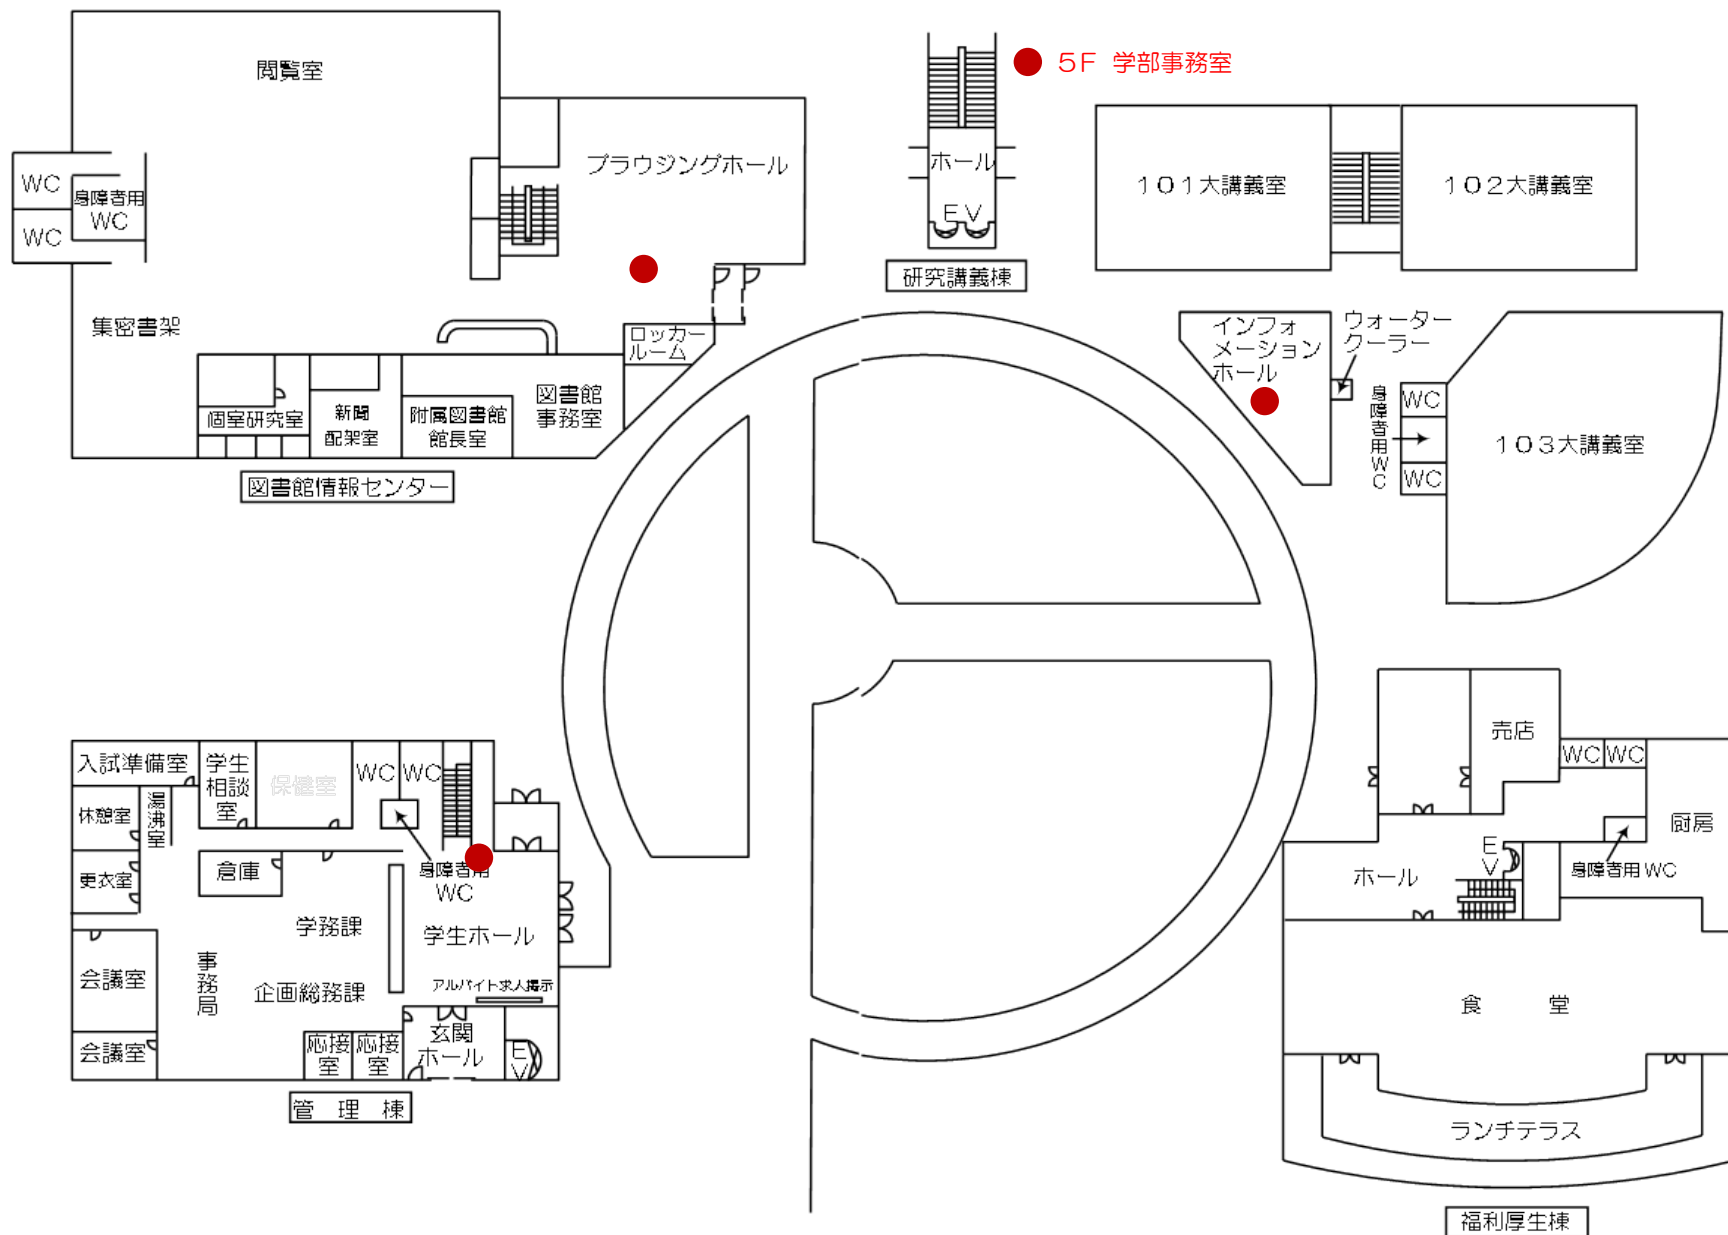 閲覧室
ブラウジングホール
WC
身障者用
WC
WC
集密書架
ロッカー
ルーム
個室研究室
新聞
配架室
附属図書館
館長室
図書館
事務室
図書館情報センター
5F 学部事務室
ホール
EV
研究講義棟
101大講義室
102大講義室
インフォ
メーション
ホール
ウォーター
クーラー
WC
身障者用WC
WC
103大講義室
入試準備室
学生
相談
室
保健室
WC
WC
休憩室
湯沸室
更衣室
倉庫
身障者用
WC
学務課
学生ホール
事務局
会議室
企画総務課
アルバイト求人掲示
会議室
応接
室
応接
室
玄関
ホール
EV
管理棟
売店
WC
WC
厨房
EV
ホール
身障者用WC
食堂
ランチテラス
福利厚生棟